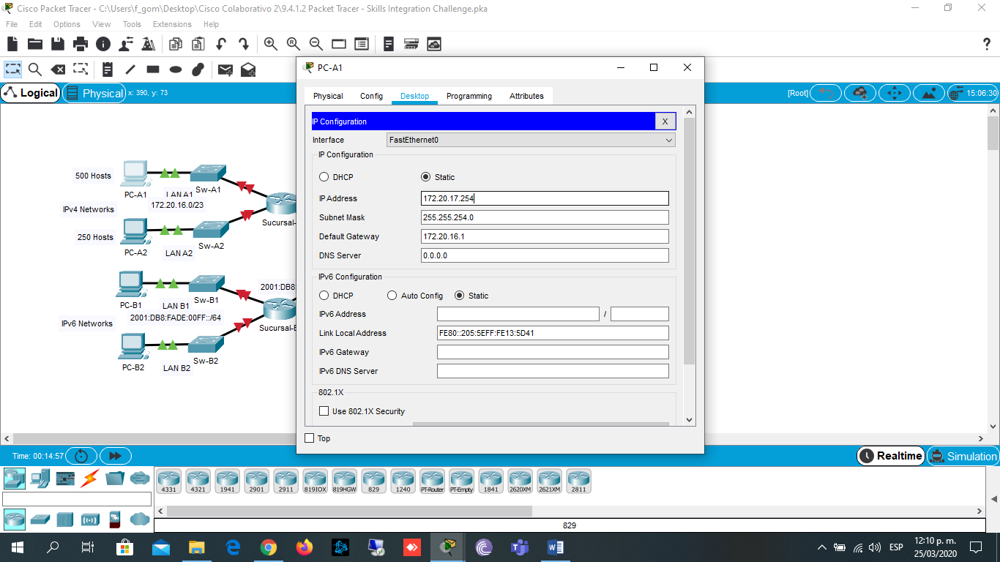 Cisco Packet Tracer - C:\Users\f_gom\Desktop\Cisco Colaborativo 2\9.4.1.2 Packet Tracer - Skills Integration Challenge.pka
File Edit Options View Tools Extensions Help
Logical Physical x: 390, y: 73 [Root] 15:06:30
PC-A1
Physical Config Desktop Programming Attributes
IP Configuration X
Interface FastEthernet0
IP Configuration
DHCP Static
IP Address 172.20.17.254
Subnet Mask 255.255.254.0
Default Gateway 172.20.16.1
DNS Server 0.0.0.0
IPv6 Configuration
DHCP Auto Config Static
IPv6 Address /
Link Local Address FE80::205:5EFF:FE13:5D41
IPv6 Gateway
IPv6 DNS Server
802.1X
Use 802.1X Security
Top
500 Hosts
PC-A1
LAN A1
Sw-A1
172.20.16.0/23
IPv4 Networks
Sucursal-
250 Hosts
PC-A2
LAN A2
Sw-A2
2001:DB8:
PC-B1
LAN B1
Sw-B1
2001:DB8:FADE:00FF::/64
IPv6 Networks
Sucursal-B
PC-B2
LAN B2
Sw-B2
Time: 00:14:57 Realtime Simulation
4331 4321 1941 2901 2911 819IOX 819HGW 829 1240 PT-Router PT-Empty 1841 2620XM 2621XM 2811
829
ESP
12:10 p. m.
25/03/2020